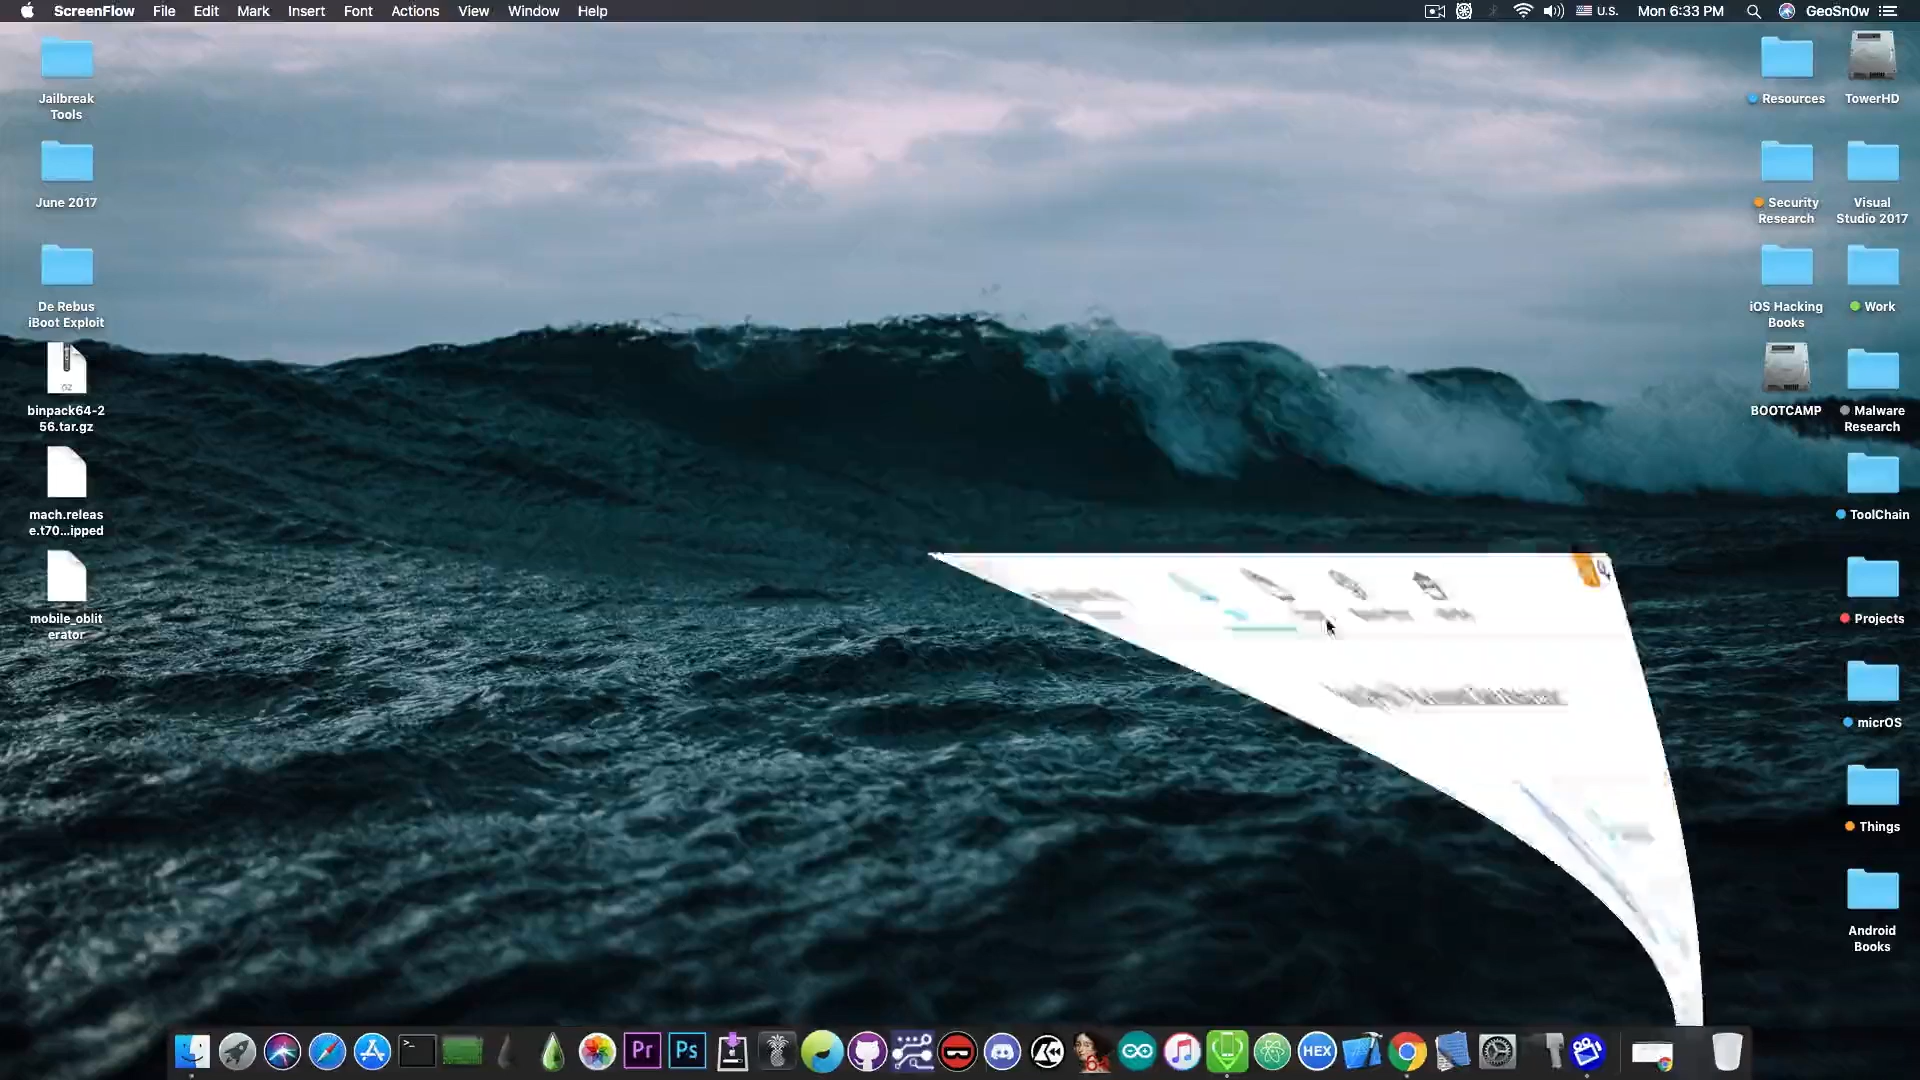 ScreenFlow File Edit Mark Insert Font Actions View Window Help
U.S. Mon 6:33 PM GeoSn0w
Jailbreak
Tools
June 2017
De Rebus
iBoot Exploit
GZ
binpack64-2
56.tar.gz
mach.releas
e.t70...ipped
mobile_oblit
erator
Resources
TowerHD
Security
Research
Visual
Studio 2017
iOS Hacking
Books
Work
BOOTCAMP
Malware
Research
ToolChain
Projects
micrOS
Things
Android
Books
Pr
Ps
HEX